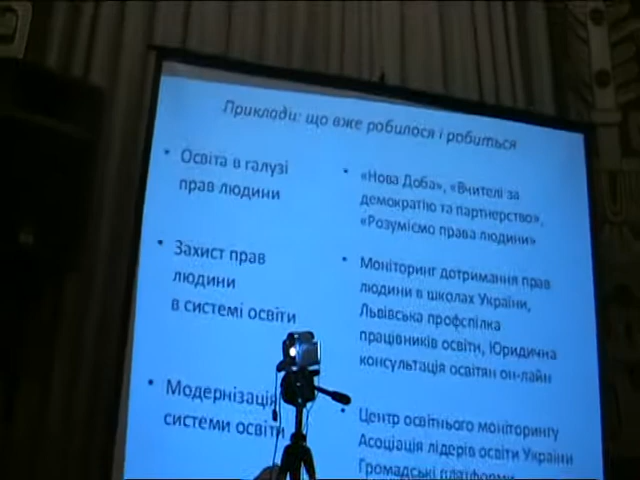 Приклади: що вже робилося і робиться
• Освіта в галузі
прав людини
• «Нова Доба», «Вчителі за
демократію та партнерство»,
«Розуміємо права людини»
• Захист прав
людини
в системі освіти
• Моніторинг дотримання прав
людини в школах України,
Львівська профспілка
працівників освіти, Юридична
консультація освітян он-лайн
• Модернізація
системи освіти
• Центр освітнього моніторингу
Асоціація лідерів освіти України
Громадська